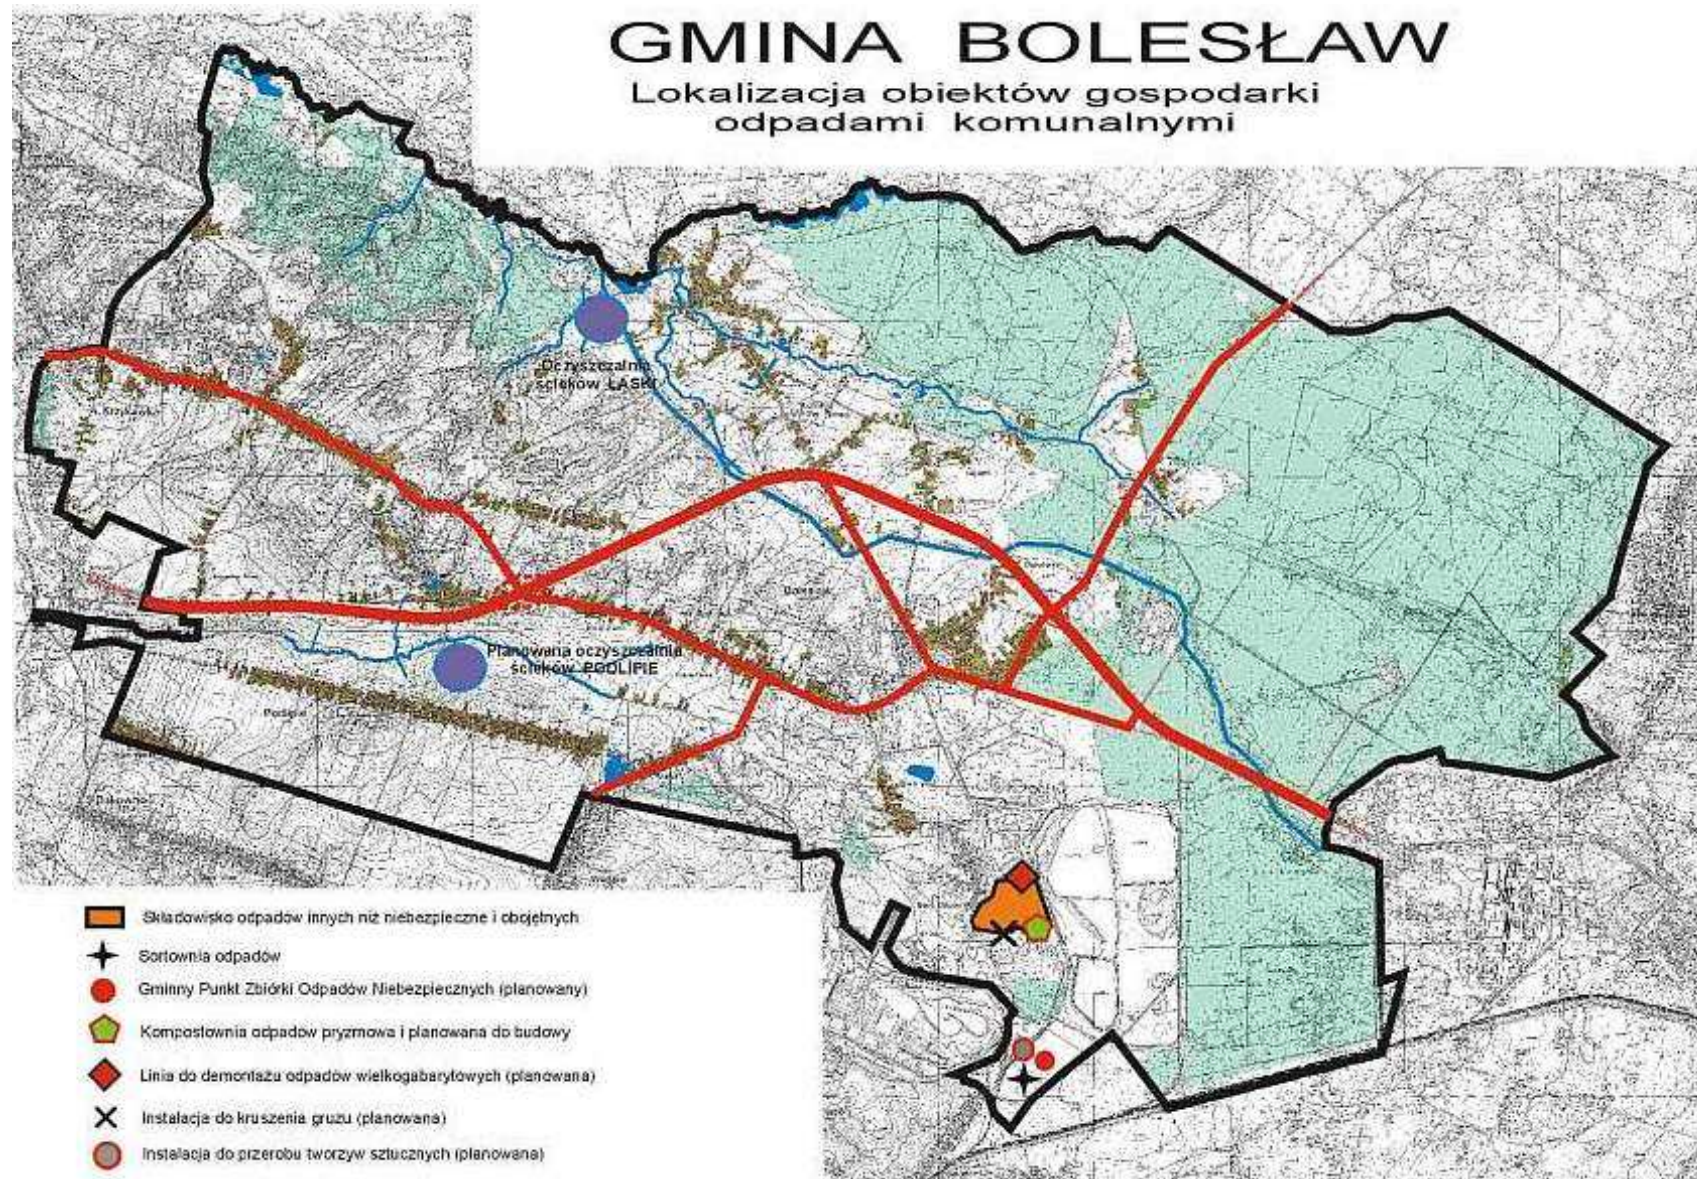 GMINA BOLESŁAW
Lokalizacja obiektów gospodarki
odpadami komunalnymi
Oczyszczalnia
ścieków ŁASKI
Planowana oczyszczalnia
ścieków PODLIPIE
Składowisko odpadów innych niż niebezpieczne i obojętnych
Sortownia odpadów
Gminny Punkt Zbiórki Odpadów Niebezpiecznych (planowany)
Kompostownia odpadów pryzmowa i planowana do budowy
Linia do demontażu odpadów wielkogabarytowych (planowana)
Instalacja do kruszenia gruzu (planowana)
Instalacja do przerobu tworzyw sztucznych (planowana)